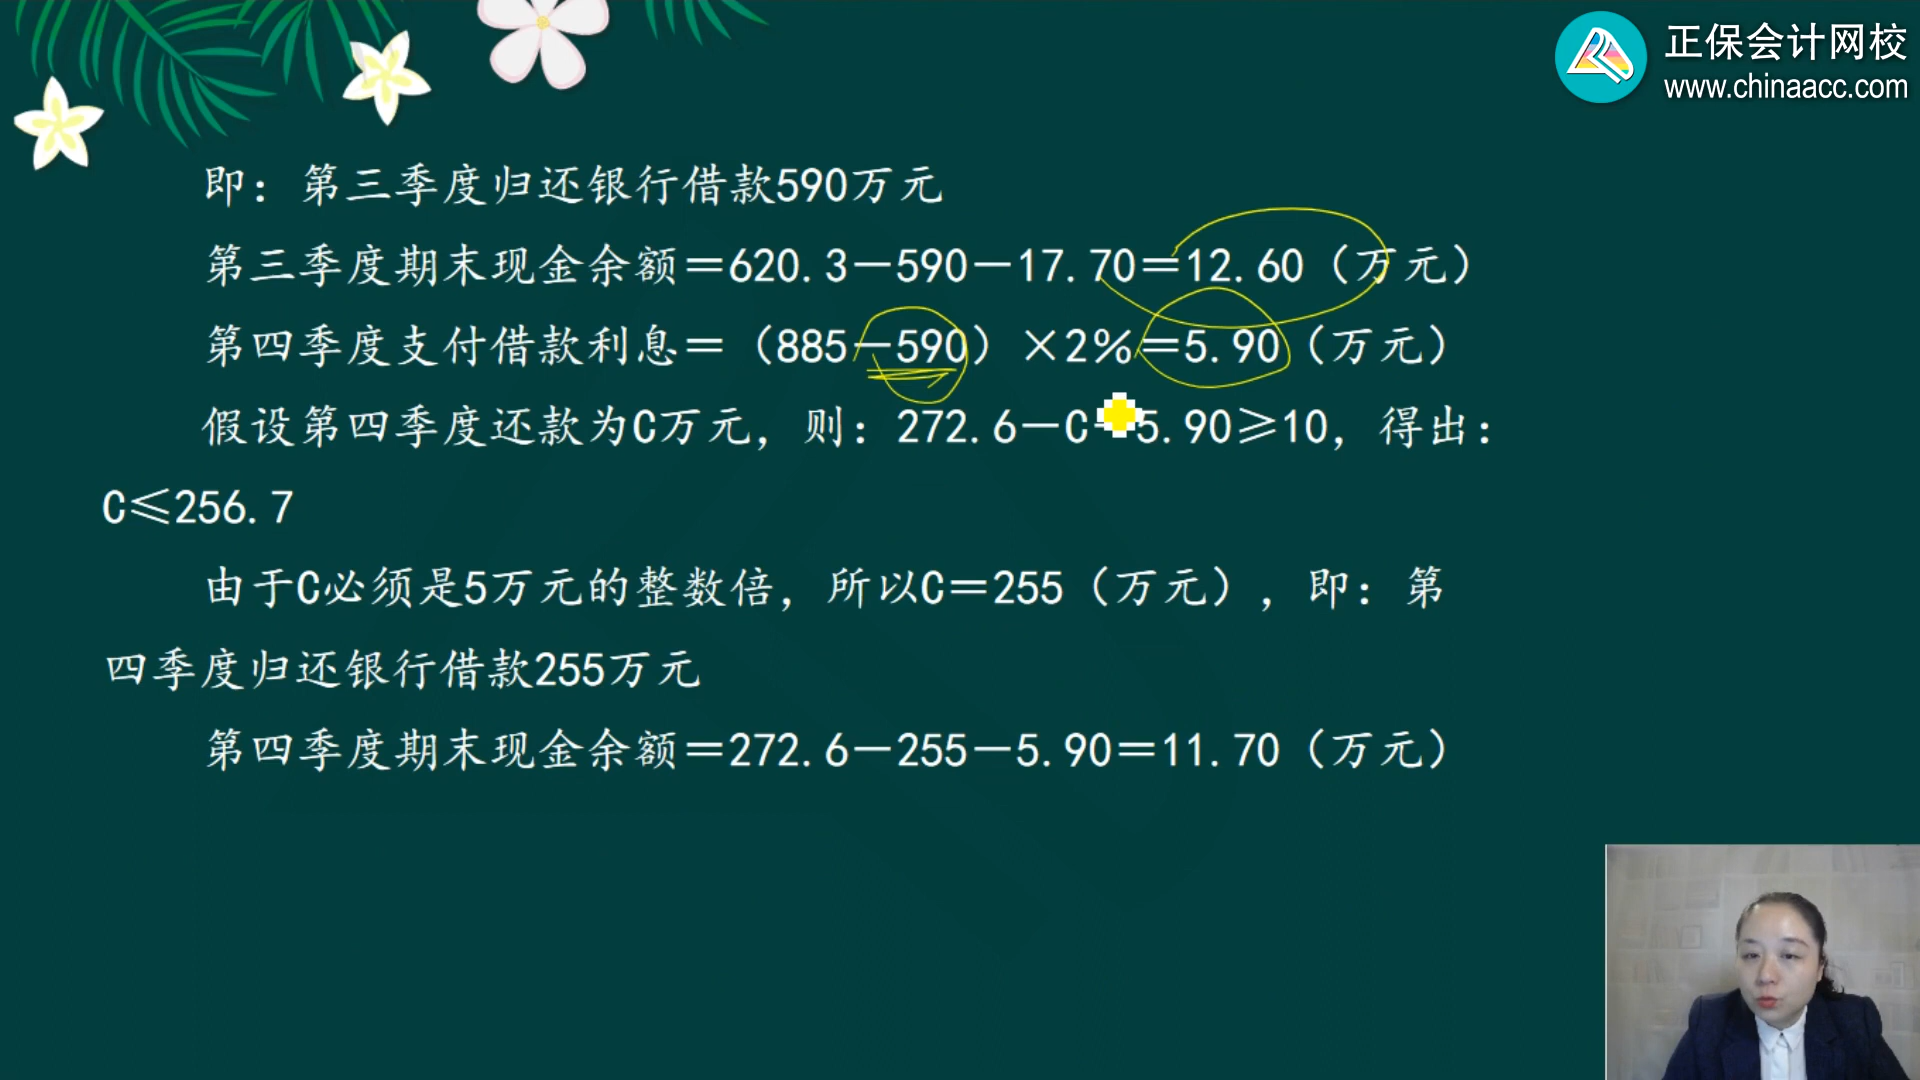 正保会计网校
www.chinaacc.com
即：第三季度归还银行借款590万元
第三季度期末现金余额＝620.3－590－17.70＝12.60（万元）
第四季度支付借款利息＝（885－590）×2%＝5.90（万元）
假设第四季度还款为C万元，则：272.6－C－5.90≥10，得出：
C≤256.7
由于C必须是5万元的整数倍，所以C＝255（万元），即：第
四季度归还银行借款255万元
第四季度期末现金余额＝272.6－255－5.90＝11.70（万元）